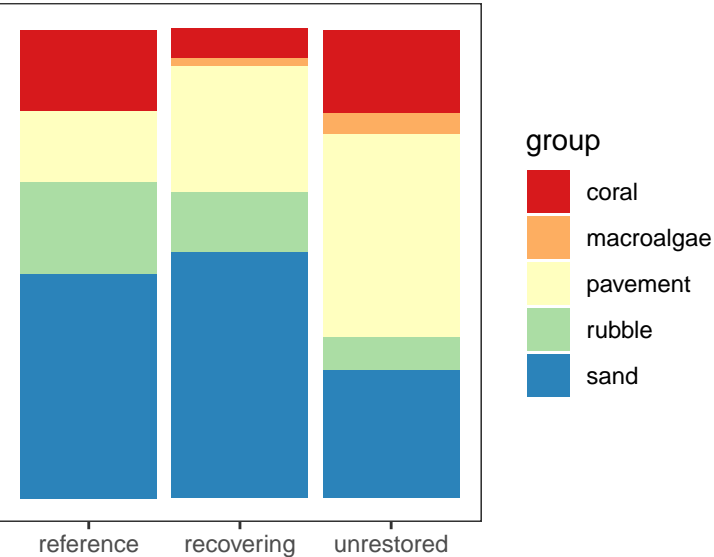 group
coral
macroalgae
pavement
rubble
sand
reference recovering unrestored